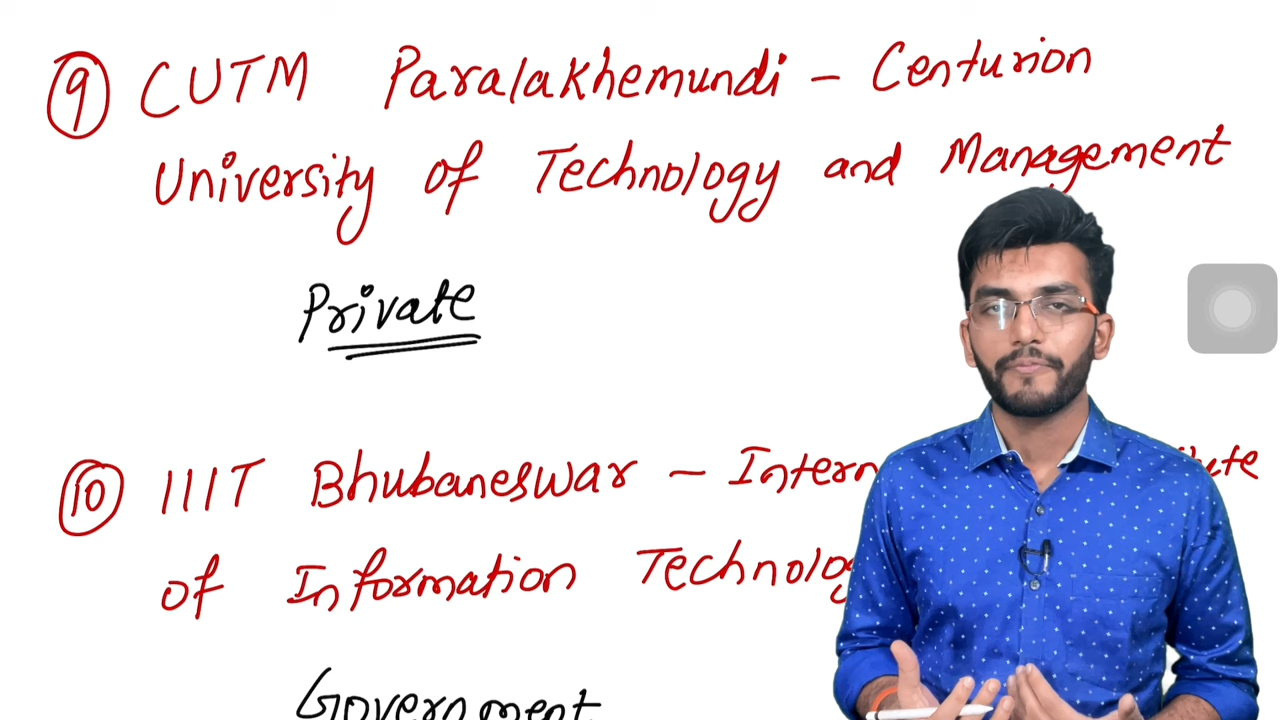 9 CUTM Paralakhemundi - Centurion
University of Technology and Management
Private
10 IIIT Bhubaneswar - Intern
of Information Technolog
Government